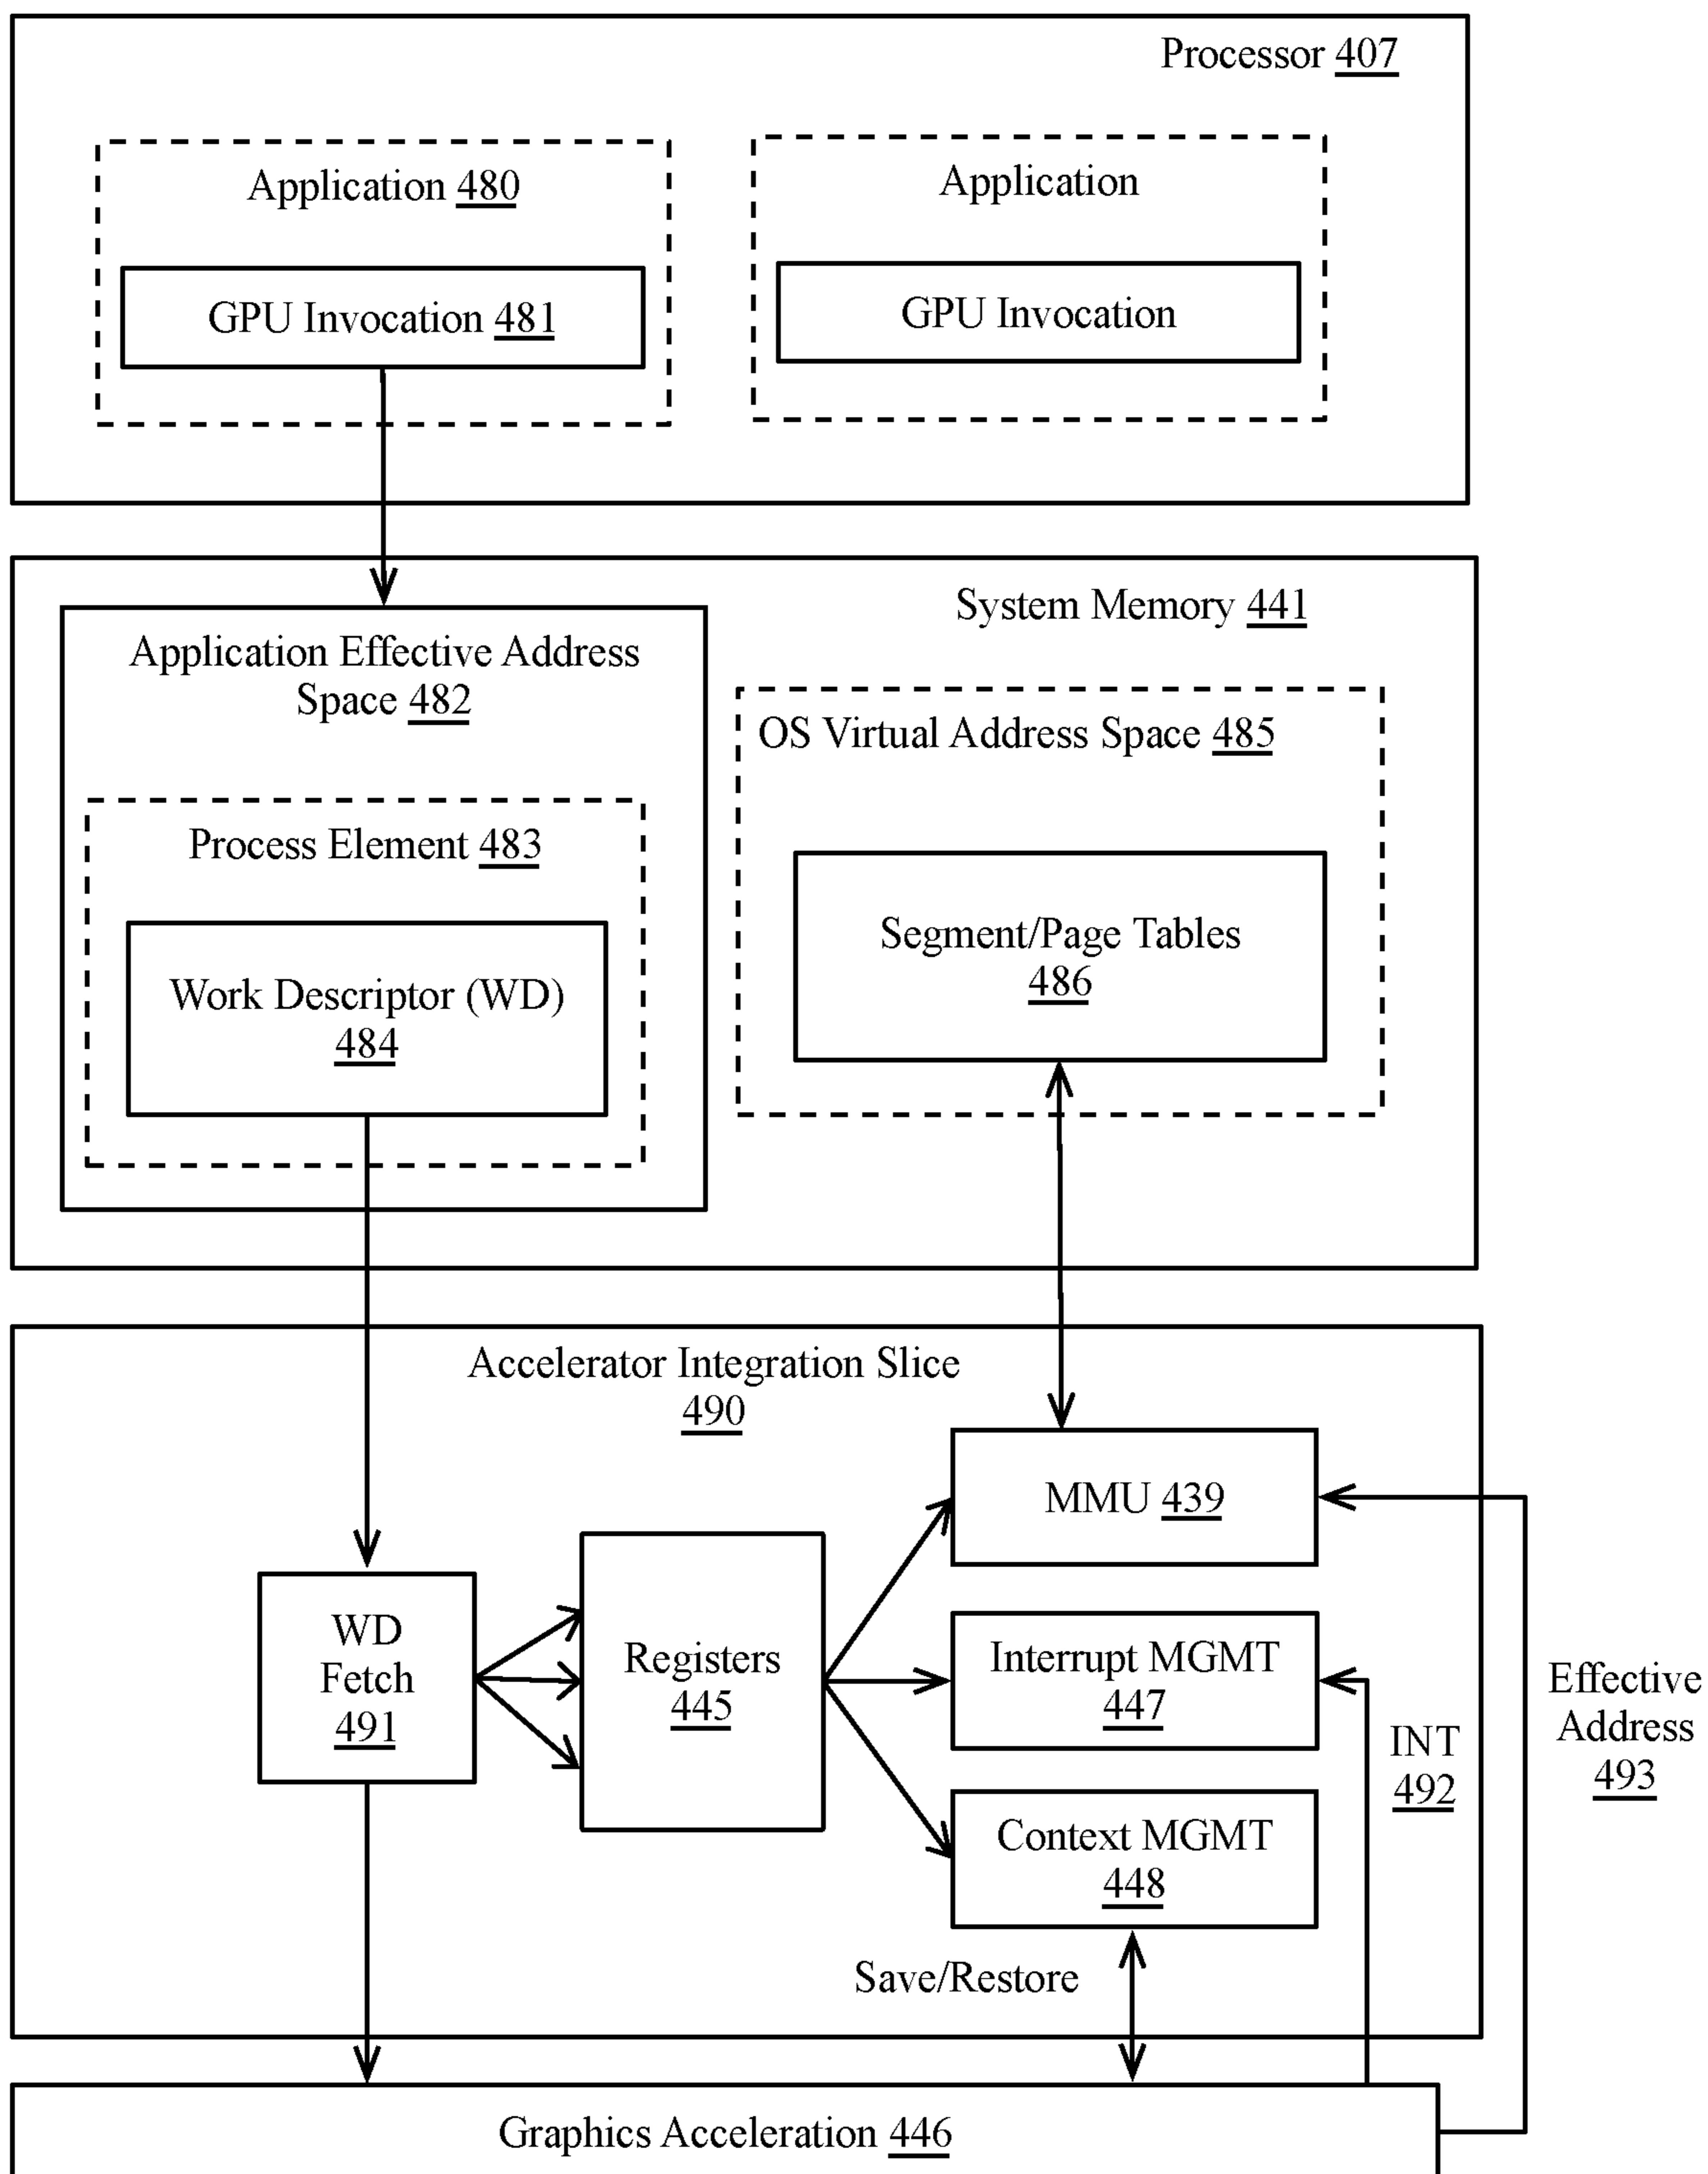 Processor 407
Application 480
GPU Invocation 481
Application
GPU Invocation
System Memory 441
Application Effective Address
Space 482
Process Element 483
Work Descriptor (WD)
484
OS Virtual Address Space 485
Segment/Page Tables
486
Accelerator Integration Slice
490
WD
Fetch
491
Registers
445
MMU 439
Interrupt MGMT
447
Context MGMT
448
Save/Restore
INT
492
Effective
Address
493
Graphics Acceleration 446